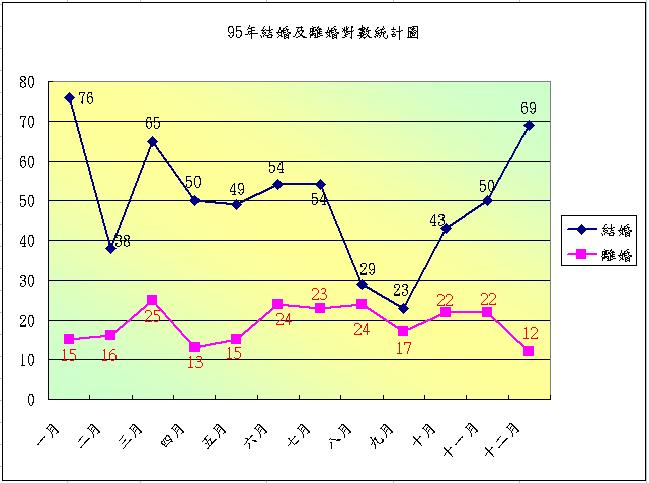 95年結婚及離婚對數統計圖
80
70
60
50
40
30
20
10
0
76
38
65
50
49
54
54
29
23
43
50
69
15
16
25
13
15
24
23
24
17
22
22
12
一月
二月
三月
四月
五月
六月
七月
八月
九月
十月
十一月
十二月
結婚
離婚